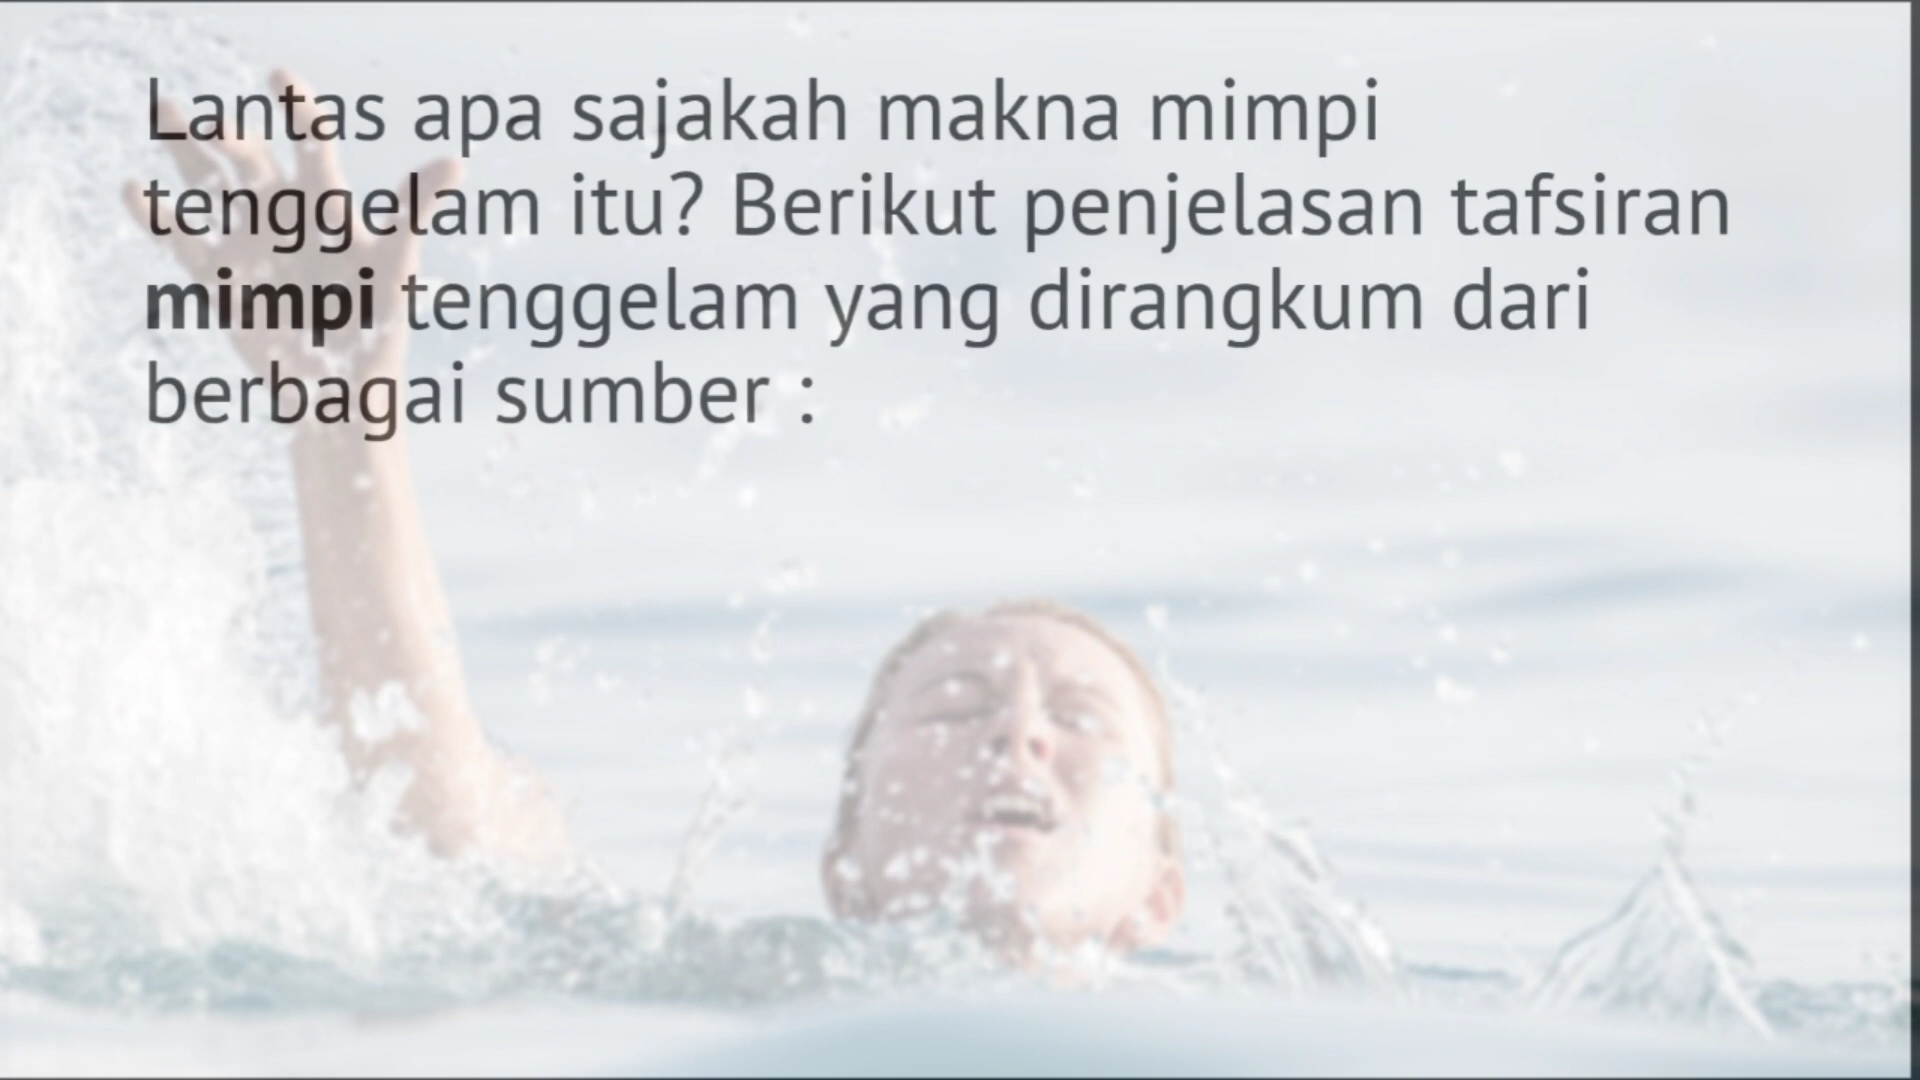 Lantas apa sajakah makna mimpi
tenggelam itu? Berikut penjelasan tafsiran
mimpi tenggelam yang dirangkum dari
berbagai sumber :